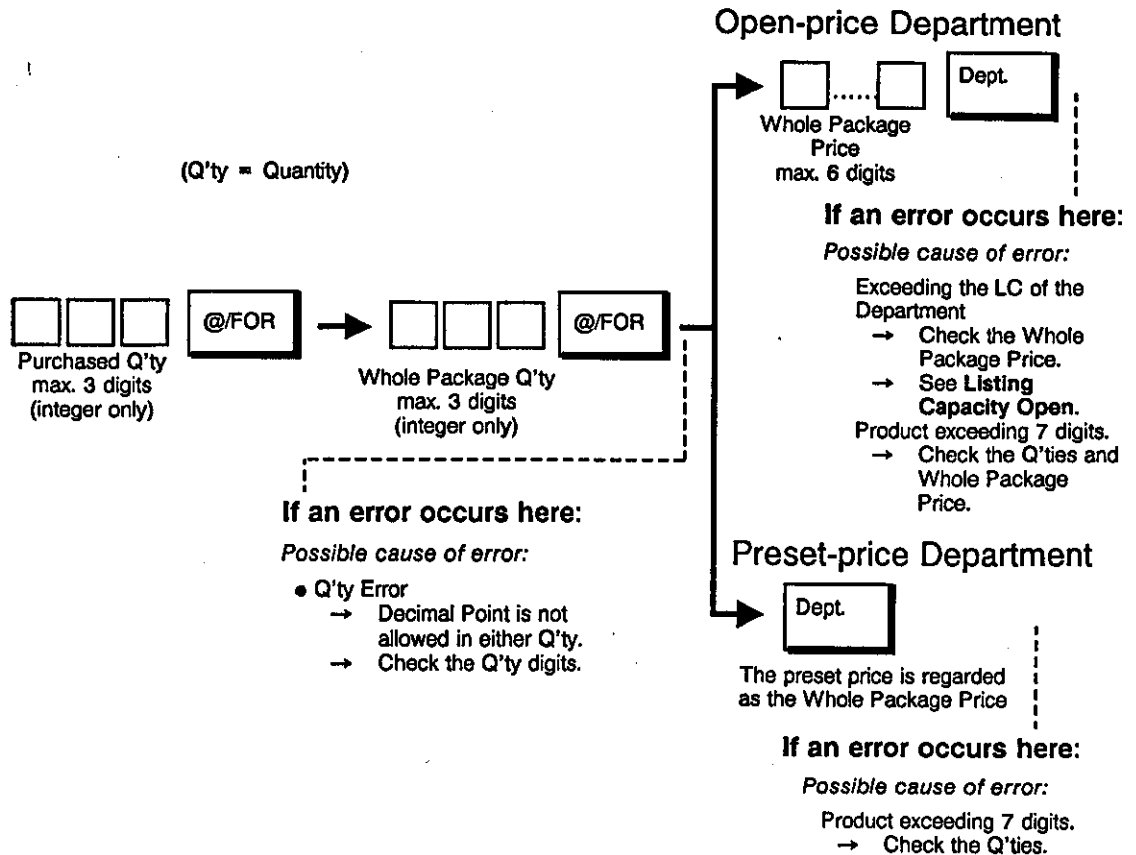 Open-price Department
Dept.
......
Whole Package
Price
max. 6 digits
(Q'ty = Quantity)
If an error occurs here:
Possible cause of error:
Exceeding the LC of the
Department
→ Check the Whole
Package Price.
→ See Listing
Capacity Open.
Product exceeding 7 digits.
→ Check the Q'ties and
Whole Package
Price.
@/FOR
Purchased Q'ty
max. 3 digits
(integer only)
@/FOR
Whole Package Q'ty
max. 3 digits
(integer only)
If an error occurs here:
Possible cause of error:
● Q'ty Error
→ Decimal Point is not
allowed in either Q'ty.
→ Check the Q'ty digits.
Preset-price Department
Dept.
The preset price is regarded
as the Whole Package Price
If an error occurs here:
Possible cause of error:
Product exceeding 7 digits.
→ Check the Q'ties.